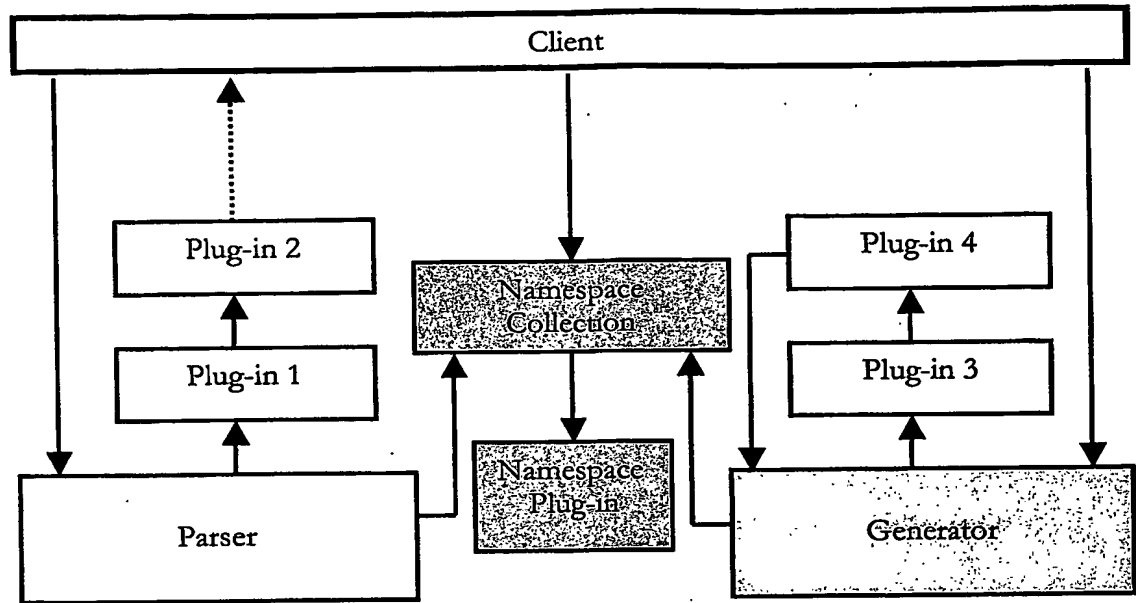 Client
Plug-in 2
Plug-in 4
Namespace
Collection
Plug-in 1
Plug-in 3
Namespace
Plug-in
Parser
Generator